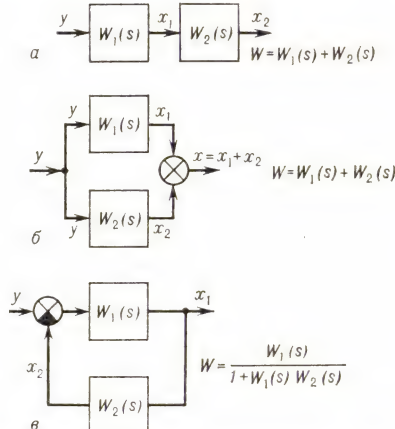 y W₁(s) x₁ W₂(s) x₂
а W=W₁(s)+W₂(s)
y W₁(s) x₁
y x=x₁+x₂ W=W₁(s)+W₂(s)
y W₂(s) x₂
б
y W₁(s) x₁
x₂ W= W₁(s) / 1+W₁(s) W₂(s)
W₂(s)
в